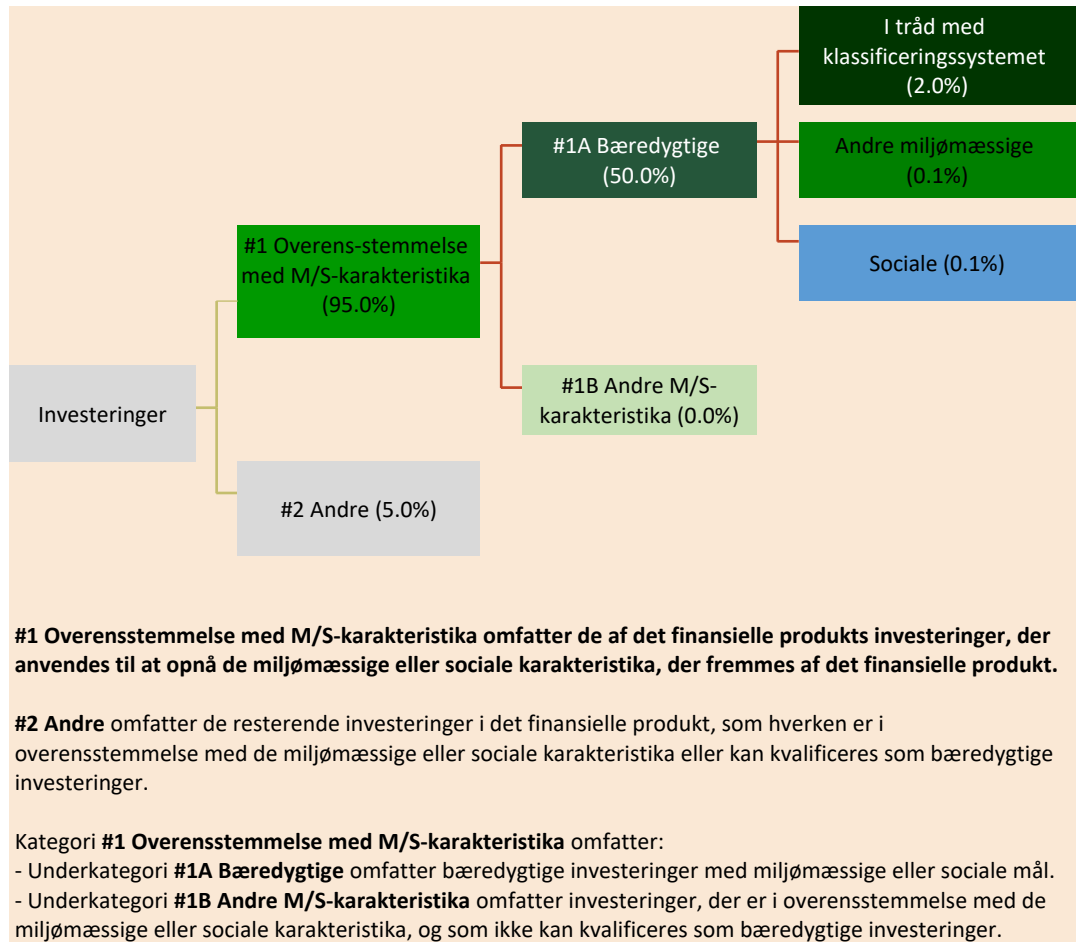 I tråd med
klassificeringssystemet
(2.0%)
#1A Bæredygtige
(50.0%)
Andre miljømæssige
(0.1%)
#1 Overens-stemmelse
med M/S-karakteristika
(95.0%)
Sociale (0.1%)
#1B Andre M/S-
karakteristika (0.0%)
Investeringer
#2 Andre (5.0%)
#1 Overensstemmelse med M/S-karakteristika omfatter de af det finansielle produkts investeringer, der
anvendes til at opnå de miljømæssige eller sociale karakteristika, der fremmes af det finansielle produkt.
#2 Andre omfatter de resterende investeringer i det finansielle produkt, som hverken er i
overensstemmelse med de miljømæssige eller sociale karakteristika eller kan kvalificeres som bæredygtige
investeringer.
Kategori #1 Overensstemmelse med M/S-karakteristika omfatter:
- Underkategori #1A Bæredygtige omfatter bæredygtige investeringer med miljømæssige eller sociale mål.
- Underkategori #1B Andre M/S-karakteristika omfatter investeringer, der er i overensstemmelse med de
miljømæssige eller sociale karakteristika, og som ikke kan kvalificeres som bæredygtige investeringer.